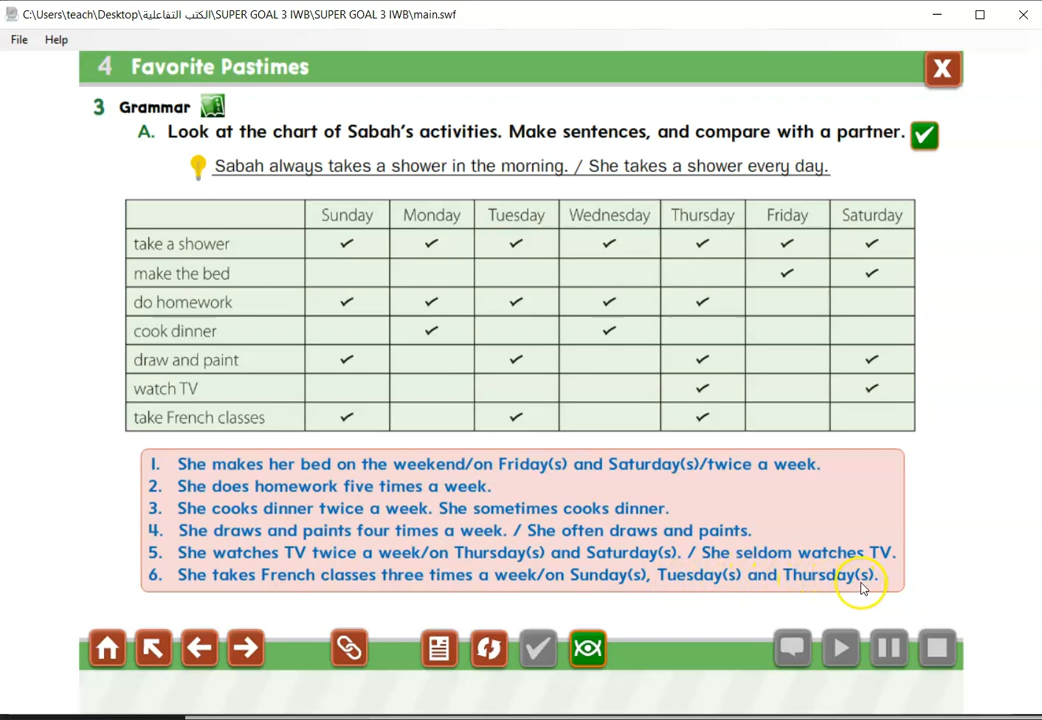 C:\Users\teach\Desktop\الكتب التفاعلية\SUPER GOAL 3 IWB\SUPER GOAL 3 IWB\main.swf
File Help
4 Favorite Pastimes
X
3 Grammar
A. Look at the chart of Sabah's activities. Make sentences, and compare with a partner.
Sabah always takes a shower in the morning. / She takes a shower every day.
Sunday Monday Tuesday Wednesday Thursday Friday Saturday
take a shower ✓ ✓ ✓ ✓ ✓ ✓ ✓
make the bed ✓ ✓
do homework ✓ ✓ ✓ ✓ ✓
cook dinner ✓ ✓
draw and paint ✓ ✓ ✓ ✓
watch TV ✓ ✓
take French classes ✓ ✓ ✓
1. She makes her bed on the weekend/on Friday(s) and Saturday(s)/twice a week.
2. She does homework five times a week.
3. She cooks dinner twice a week. She sometimes cooks dinner.
4. She draws and paints four times a week. / She often draws and paints.
5. She watches TV twice a week/on Thursday(s) and Saturday(s). / She seldom watches TV.
6. She takes French classes three times a week/on Sunday(s), Tuesday(s) and Thursday(s).